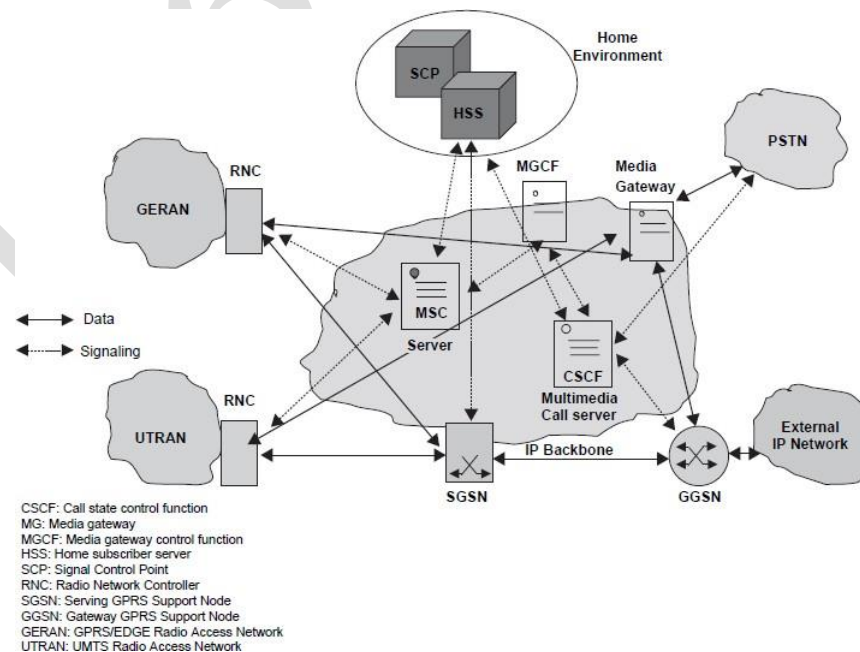 Home
Environment
SCP
HSS
PSTN
RNC
MGCF
Media
Gateway
GERAN
MSC
Server
Data
Signaling
CSCF
Multimedia
Call server
RNC
UTRAN
IP Backbone
External
IP Network
SGSN
GGSN
CSCF: Call state control function
MG: Media gateway
MGCF: Media gateway control function
HSS: Home subscriber server
SCP: Signal Control Point
RNC: Radio Network Controller
SGSN: Serving GPRS Support Node
GGSN: Gateway GPRS Support Node
GERAN: GPRS/EDGE Radio Access Network
UTRAN: UMTS Radio Access Network